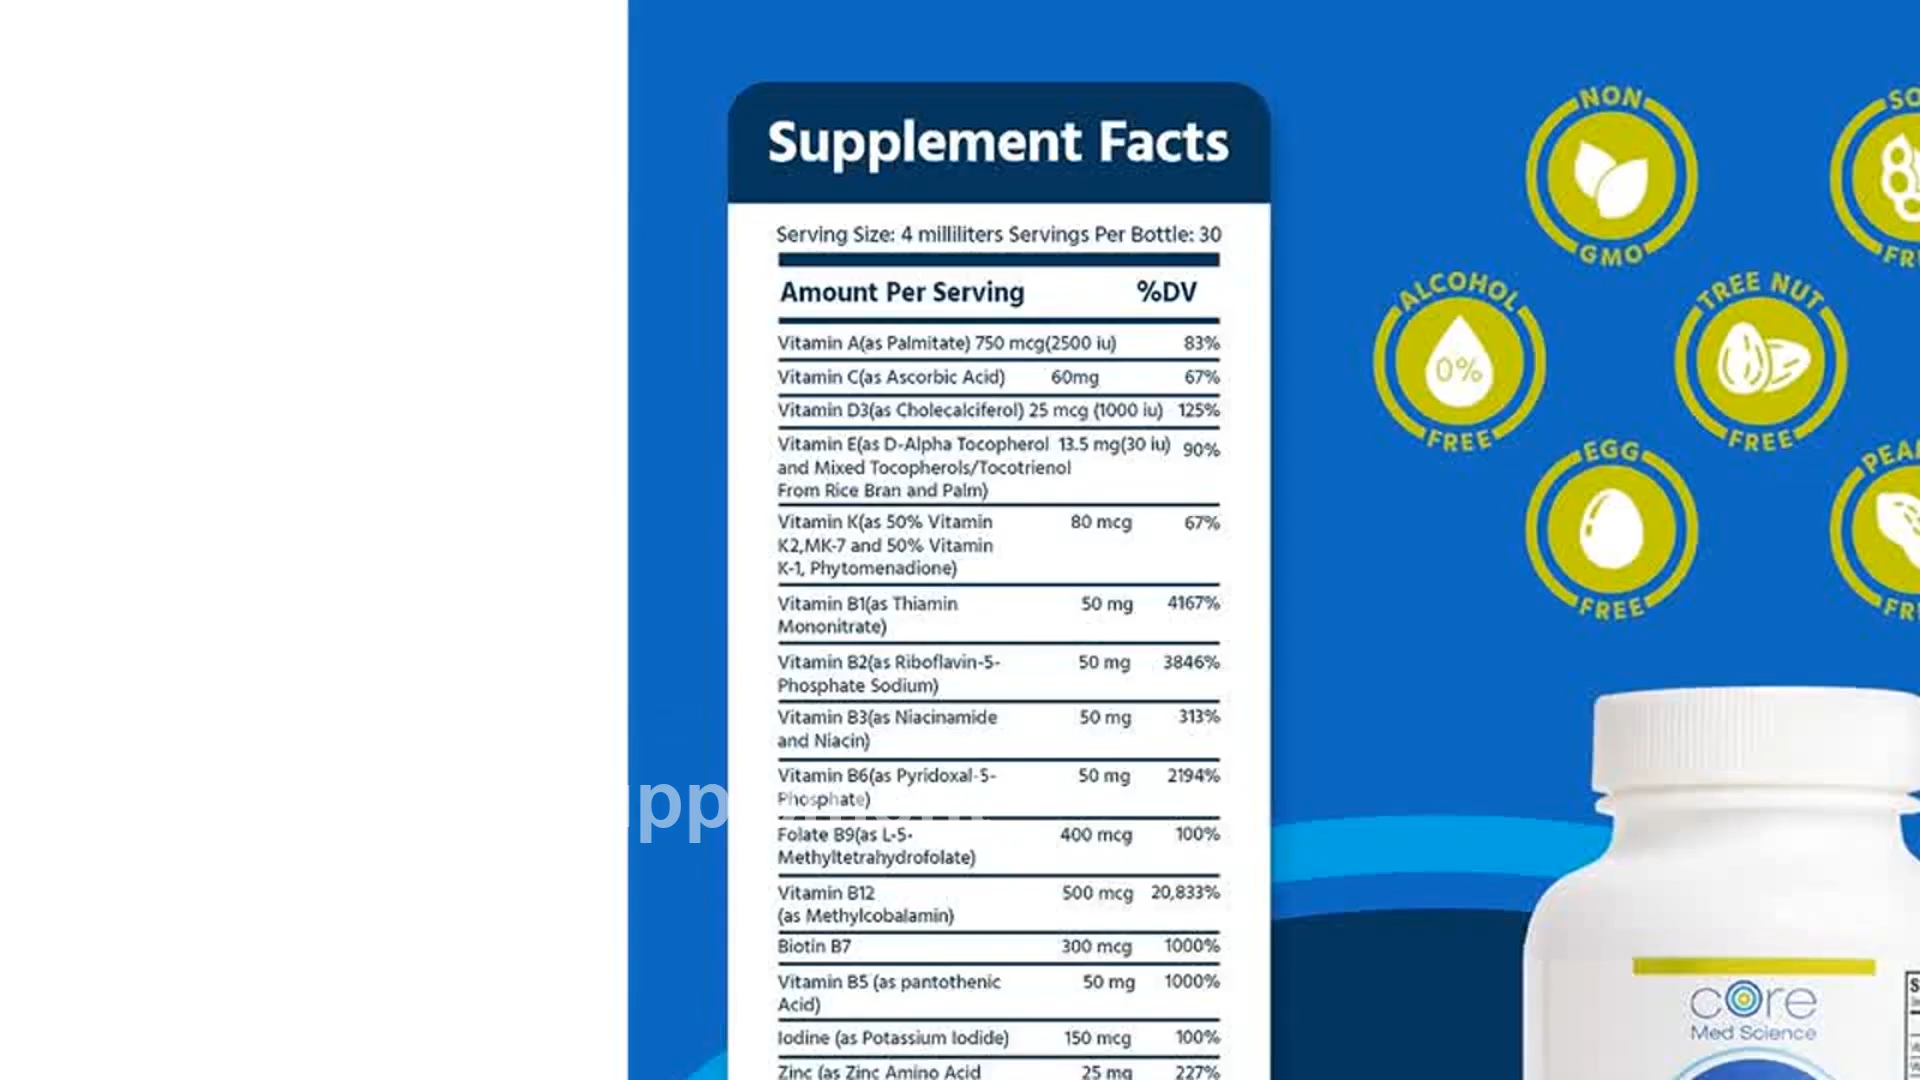 Supplement Facts
Serving Size: 4 milliliters Servings Per Bottle: 30
Amount Per Serving %DV
Vitamin A(as Palmitate) 750 mcg(2500 iu) 83%
Vitamin C(as Ascorbic Acid) 60mg 67%
Vitamin D3(as Cholecalciferol) 25 mcg (1000 iu) 125%
Vitamin E(as D-Alpha Tocopherol 13.5 mg(30 iu) 90%
and Mixed Tocopherols/Tocotrienol
From Rice Bran and Palm)
Vitamin K(as 50% Vitamin 80 mcg 67%
K2,MK-7 and 50% Vitamin
K-1, Phytomenadione)
Vitamin B1(as Thiamin 50 mg 4167%
Mononitrate)
Vitamin B2(as Riboflavin-5- 50 mg 3846%
Phosphate Sodium)
Vitamin B3(as Niacinamide 50 mg 313%
and Niacin)
Vitamin B6(as Pyridoxal-5- 50 mg 2194%
Phosphate)
Folate B9(as L-5- 400 mcg 100%
Methyltetrahydrofolate)
Vitamin B12 500 mcg 20,833%
(as Methylcobalamin)
Biotin B7 300 mcg 1000%
Vitamin B5 (as pantothenic 50 mg 1000%
Acid)
Iodine (as Potassium Iodide) 150 mcg 100%
Zinc (as Zinc Amino Acid 25 mg 227%
NON
GMO
ALCOHOL
0%
FREE
TREE NUT
FREE
EGG
FREE
core
Med Science